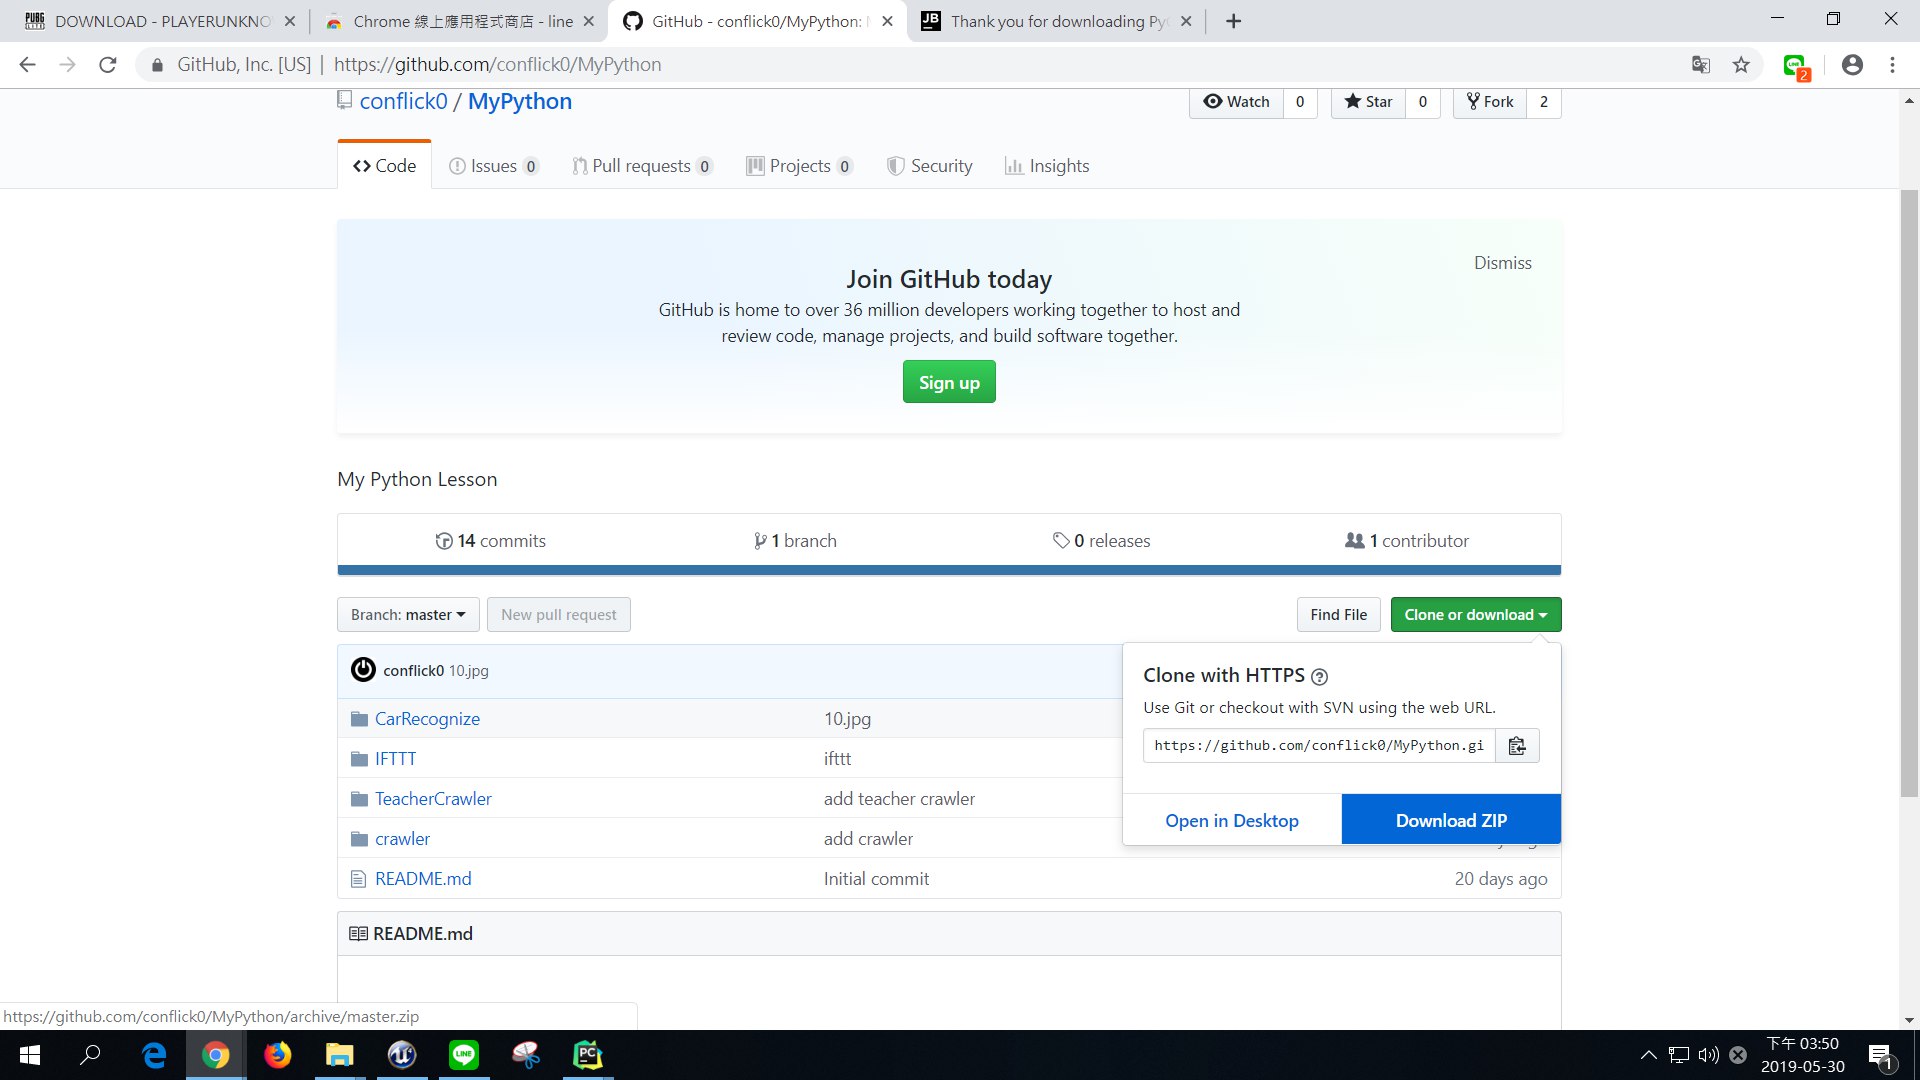 PUBG LITE DOWNLOAD - PLAYERUNKNO
Chrome 線上應用程式商店 - line
GitHub - conflick0/MyPython:
JB Thank you for downloading Py
GitHub, Inc. [US] | https://github.com/conflick0/MyPython
LINE 2
conflick0 / MyPython
Watch 0 Star 0 Fork 2
Code Issues 0 Pull requests 0 Projects 0 Security Insights
Dismiss
Join GitHub today
GitHub is home to over 36 million developers working together to host and
review code, manage projects, and build software together.
Sign up
My Python Lesson
14 commits 1 branch 0 releases 1 contributor
Branch: master New pull request Find File Clone or download
conflick0 10.jpg
CarRecognize 10.jpg
IFTTT ifttt
TeacherCrawler add teacher crawler
crawler add crawler
README.md Initial commit 20 days ago
Clone with HTTPS
Use Git or checkout with SVN using the web URL.
https://github.com/conflick0/MyPython.gi
Open in Desktop Download ZIP
README.md
https://github.com/conflick0/MyPython/archive/master.zip
LINE PC
下午 03:50
2019-05-30
1